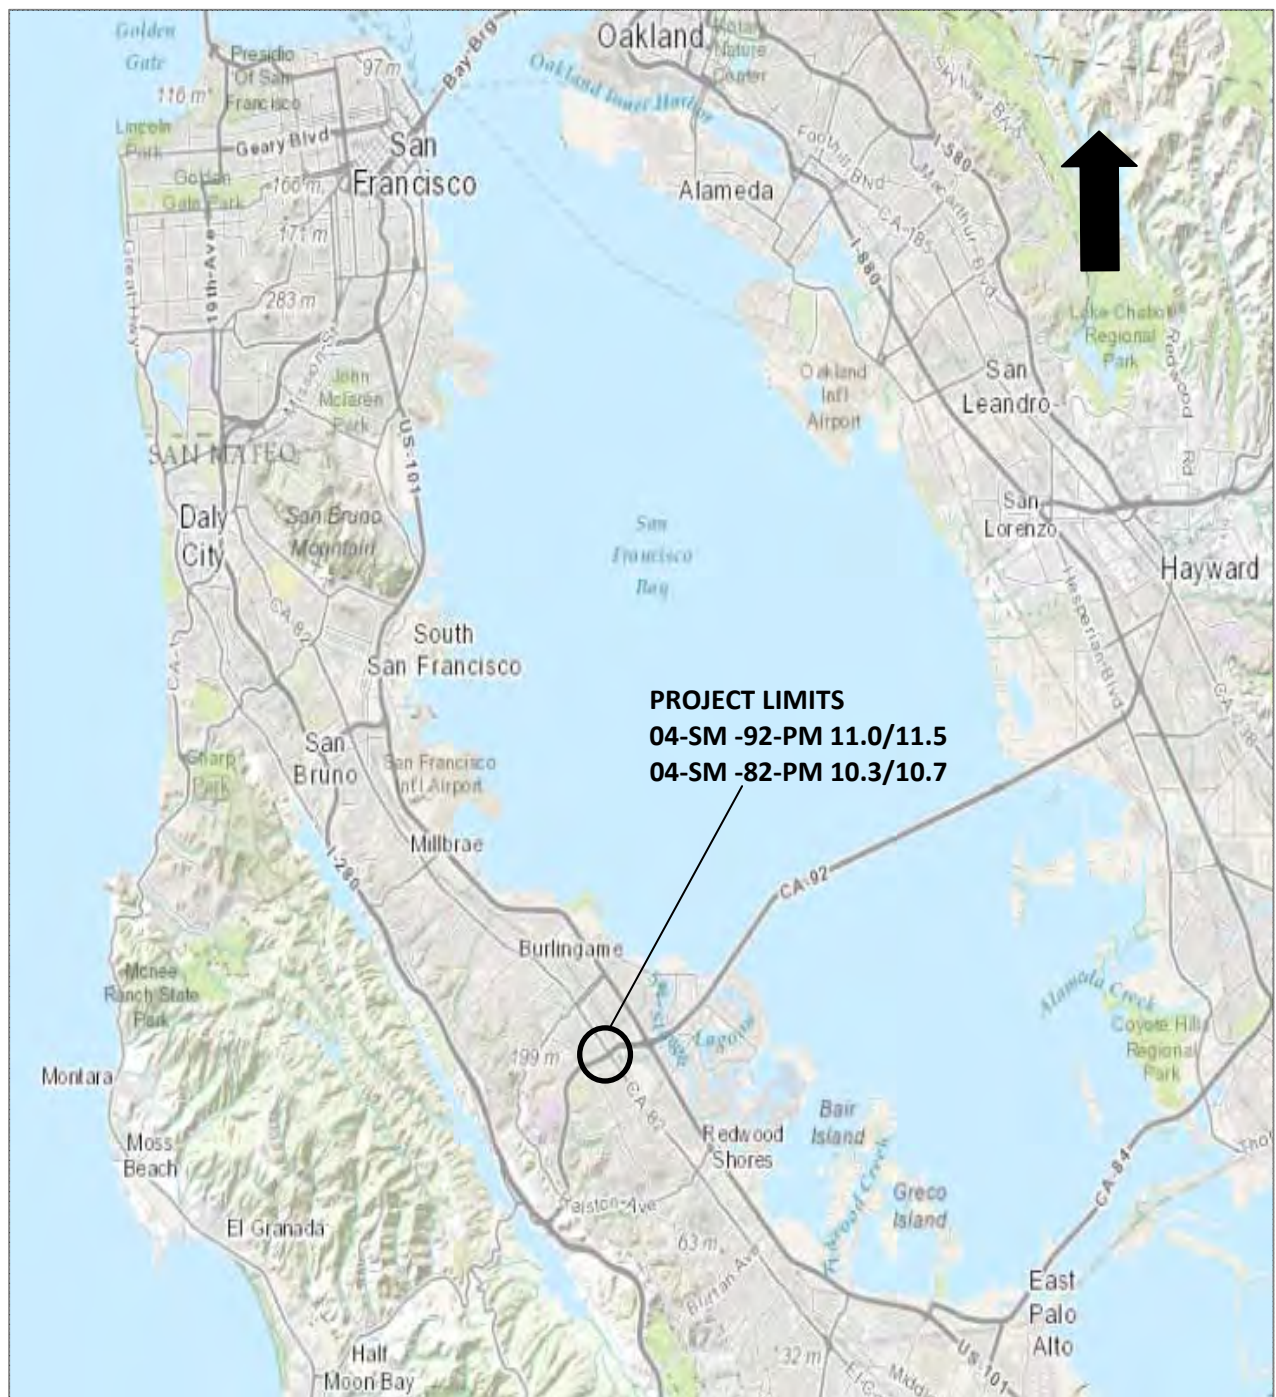 Golden
Gate
Presidio
Of San
Francisco
97 m
116 m
Bay-Brg
Oakland
Nature
Center
Skyline-Blvd
Oakland Inner Harbor
Lincoln
Park
Geary Blvd
San
Francisco
Golden
Gate Park
166 m
171 m
Foothill Blvd
I-580
Macarthur-Blvd
Alameda
CA-185
I-880
Great-Hwy
19th-Ave
283 m
Lake Chabot
Regional
Park
Redwood
Rd
John
Mclaren
Park
US-101
Oakland
Int'l
Airport
San
Leandro
SAN MATEO
Daly
City
San Bruno
Mountain
San
Francisco
Bay
San
Lorenzo
Hayward
CA-82
Hesperian-Blvd
CA-1
South
San Francisco
CA-238
PROJECT LIMITS
04-SM -92-PM 11.0/11.5
04-SM -82-PM 10.3/10.7
San
Bruno
Sharp
Park
San Francisco
Int'l Airport
Millbrae
I-280
CA-92
Burlingame
Mcnee
Ranch State
Park
Lagoon
Alameda Creek
Coyote Hills
Regional
Park
199 m
Montara
CA-82
Bair
Island
Moss
Beach
Redwood
Shores
CA-84
Greco
Island
El Granada
63 m
East
Palo
Alto
Half
Moon Bay
132 m
US-101